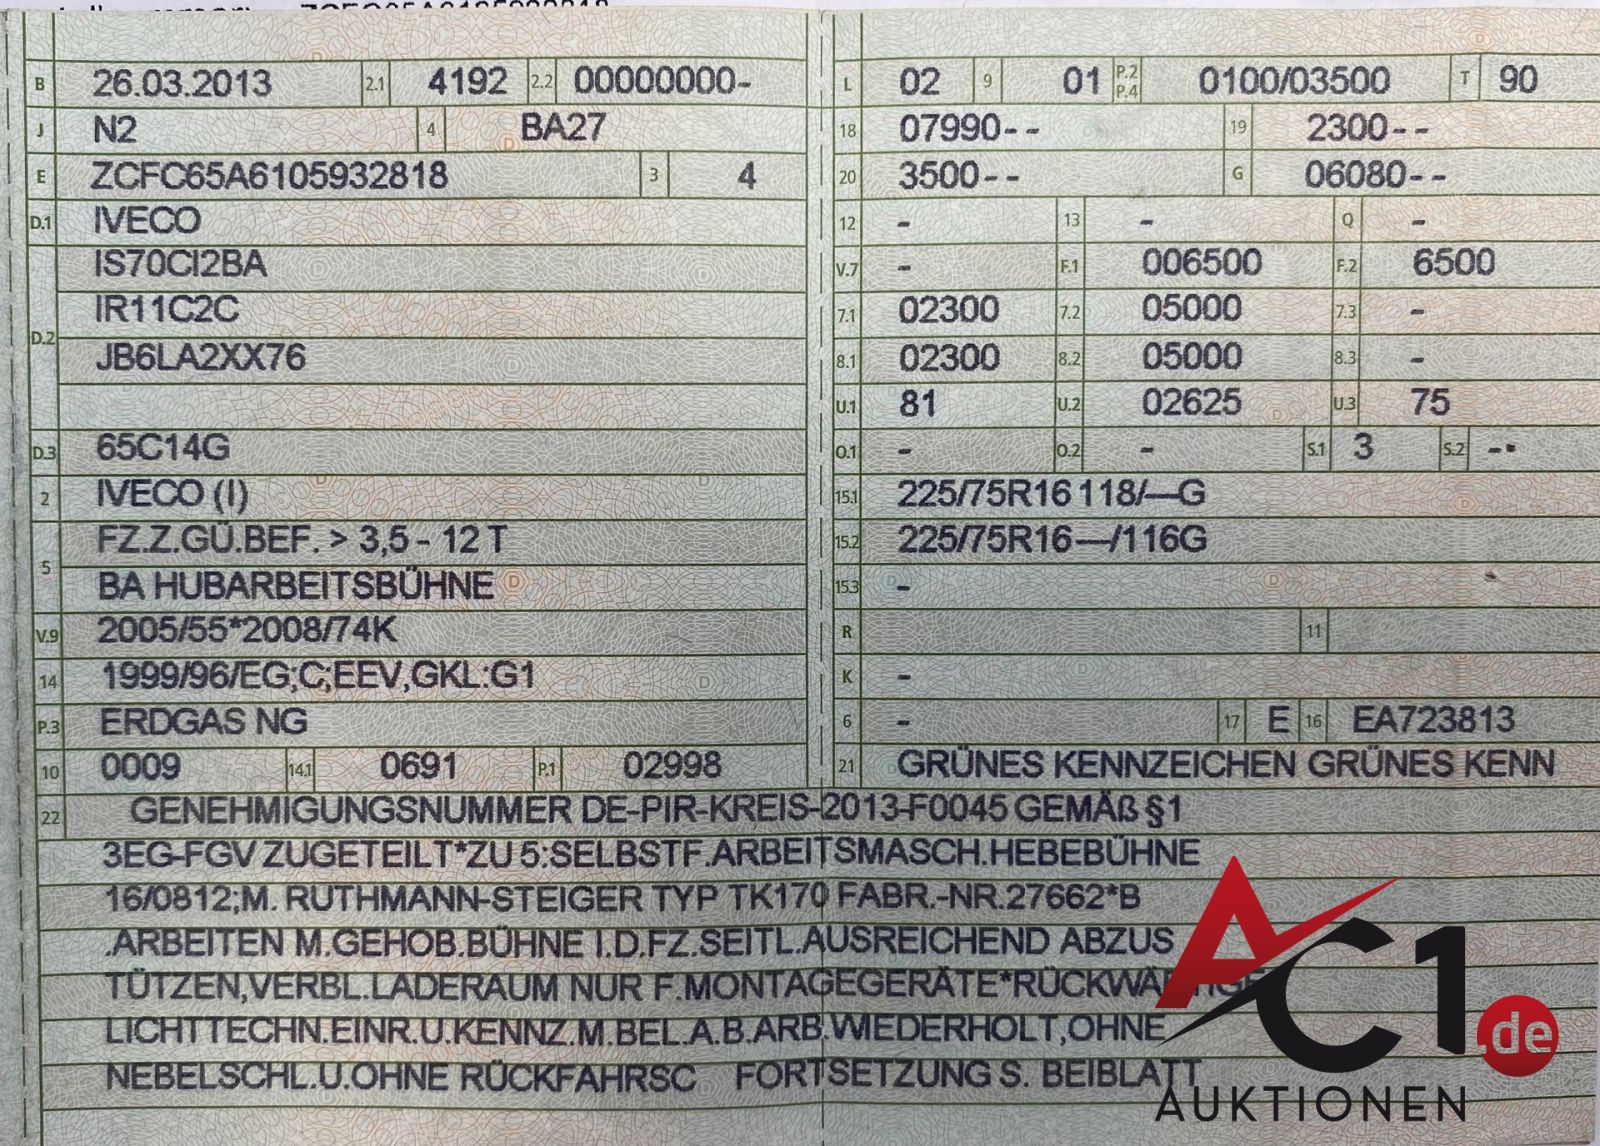 B 26.03.2013 2.1 4192 2.2 00000000-
J N2 4 BA27
E ZCFC65A6105932818 3 4
D.1 IVECO
IS70CI2BA
D.2 IR11C2C
JB6LA2XX76
D.3 65C14G
2 IVECO (I)
5 FZ.Z.GÜ.BEF. > 3,5 - 12 T
BA HUBARBEITSBÜHNE
V.9 2005/55*2008/74K
14 1999/96/EG;C;EEV,GKL:G1
P.3 ERDGAS NG
10 0009 14.1 0691 P.1 02998
L 02 9 01 P.2 P.4 0100/03500 T 90
18 07990-- 19 2300--
20 3500-- G 06080--
12 - 13 - Q -
V.7 - F.1 006500 F.2 6500
7.1 02300 7.2 05000 7.3 -
8.1 02300 8.2 05000 8.3 -
U.1 81 U.2 02625 U.3 75
O.1 - O.2 - S.1 3 S.2 --
15.1 225/75R16 118/—G
15.2 225/75R16 —/116G
15.3 -
R 11
K -
6 - 17 E 16 EA723813
21 GRÜNES KENNZEICHEN GRÜNES KENN
22 GENEHMIGUNGSNUMMER DE-PIR-KREIS-2013-F0045 GEMÄß §1
3EG-FGV ZUGETEILT*ZU 5:SELBSTF.ARBEITSMASCH.HEBEBÜHNE
16/0812;M. RUTHMANN-STEIGER TYP TK170 FABR.-NR.27662*B
.ARBEITEN M.GEHOB.BÜHNE I.D.FZ.SEITL.AUSREICHEND ABZUS
TÜTZEN,VERBL.LADERAUM NUR F.MONTAGEGERÄTE*
LICHTTECHN.EINR.U.KENNZ.M.BEL.A.B.ARB.WIEDERHOLT,OHNE
NEBELSCHL.U.OHNE RÜCKFAHRSC FORTSETZUNG S. BEIBLATT
AC1.de
AUKTIONEN